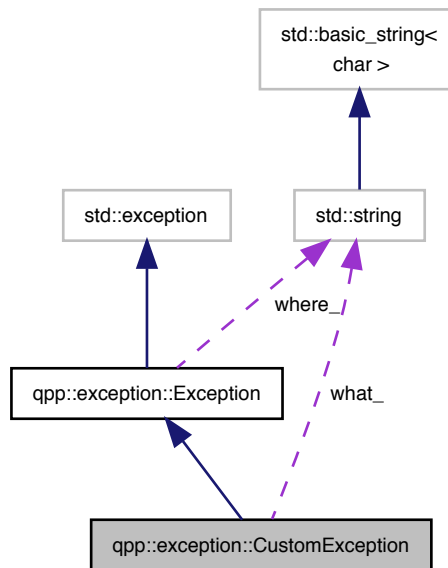 std::basic_string<
char >
std::exception
std::string
where_
qpp::exception::Exception
what_
qpp::exception::CustomException